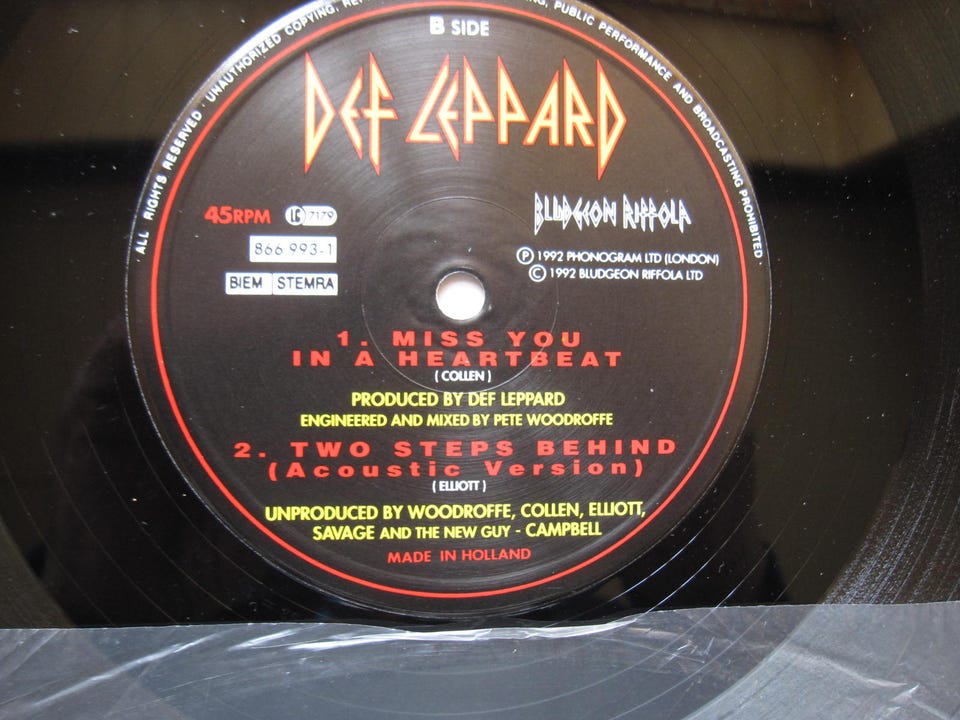 ALL RIGHTS RESERVED · UNAUTHORIZED COPYING, PUBLIC PERFORMANCE AND BROADCASTING PROHIBITED ·
B SIDE
DEF LEPPARD
45RPM LC 7179
866 993-1
BIEM STEMRA
BLUDGEON RIFFOLA
Ⓟ 1992 PHONOGRAM LTD (LONDON)
© 1992 BLUDGEON RIFFOLA LTD
1. MISS YOU
IN A HEARTBEAT
( COLLEN )
PRODUCED BY DEF LEPPARD
ENGINEERED AND MIXED BY PETE WOODROFFE
2. TWO STEPS BEHIND
(Acoustic Version)
( ELLIOTT )
UNPRODUCED BY WOODROFFE, COLLEN, ELLIOTT,
SAVAGE AND THE NEW GUY - CAMPBELL
MADE IN HOLLAND